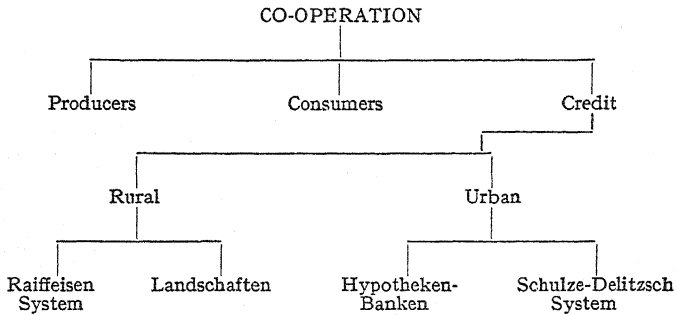 CO-OPERATION
Producers Consumers Credit
Rural Urban
Raiffeisen Landschaften Hypotheken- Schulze-Delitzsch
System Banken System